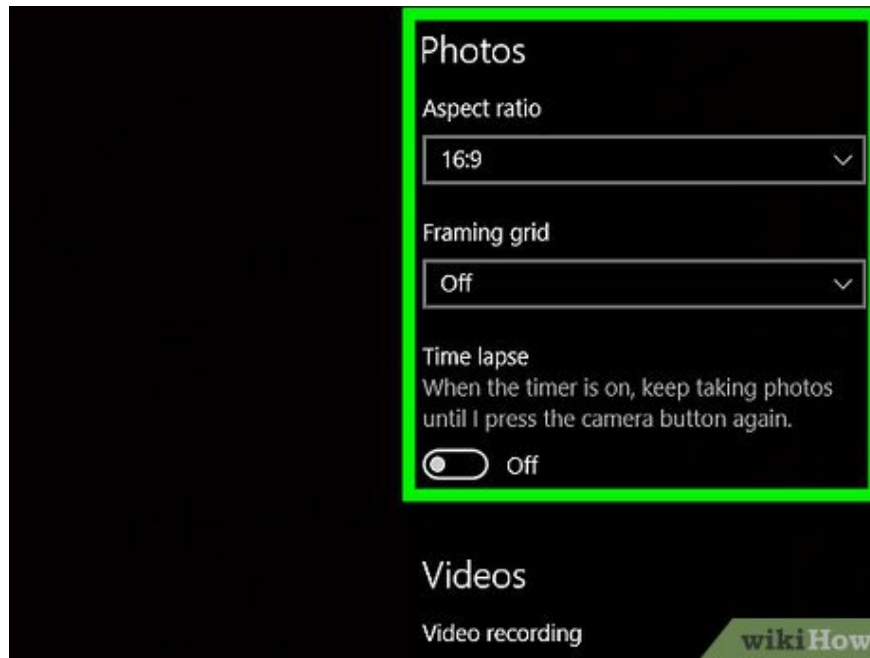 Photos
Aspect ratio
16:9
Framing grid
Off
Time lapse
When the timer is on, keep taking photos
until I press the camera button again.
Off
Videos
Video recording
wikiHow